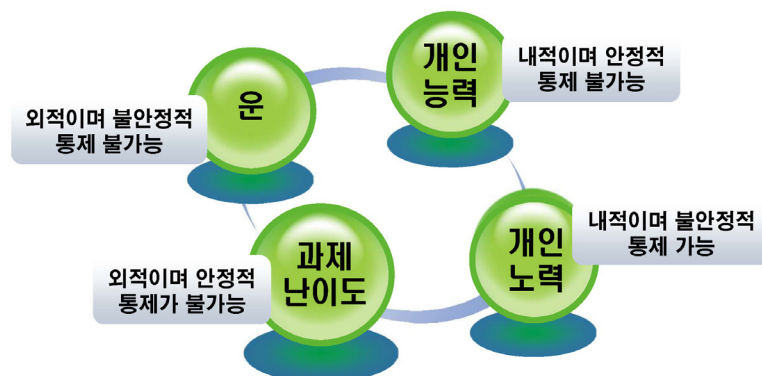 운
외적이며 불안정적
통제 불가능
개인
능력
내적이며 안정적
통제 불가능
과제
난이도
외적이며 안정적
통제가 불가능
개인
노력
내적이며 불안정적
통제 가능